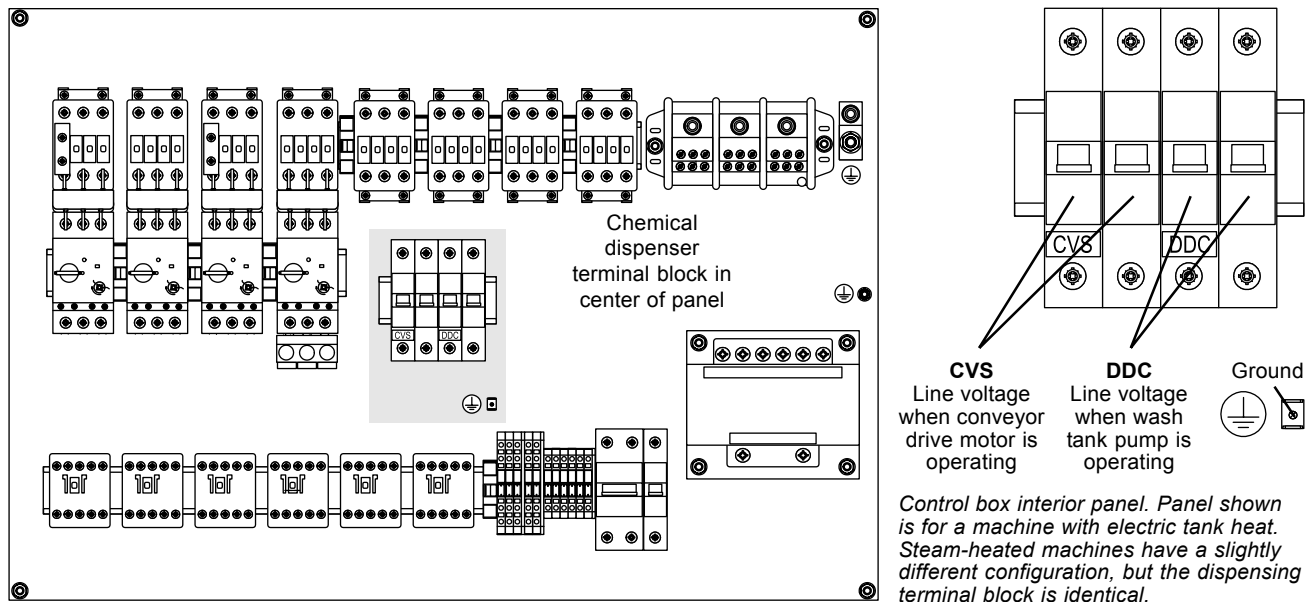 Chemical
dispenser
terminal block in
center of panel
CVS
DDC
CVS
DDC
CVS
Line voltage
when conveyor
drive motor is
operating
DDC
Line voltage
when wash
tank pump is
operating
Ground
Control box interior panel. Panel shown
is for a machine with electric tank heat.
Steam-heated machines have a slightly
different configuration, but the dispensing
terminal block is identical.